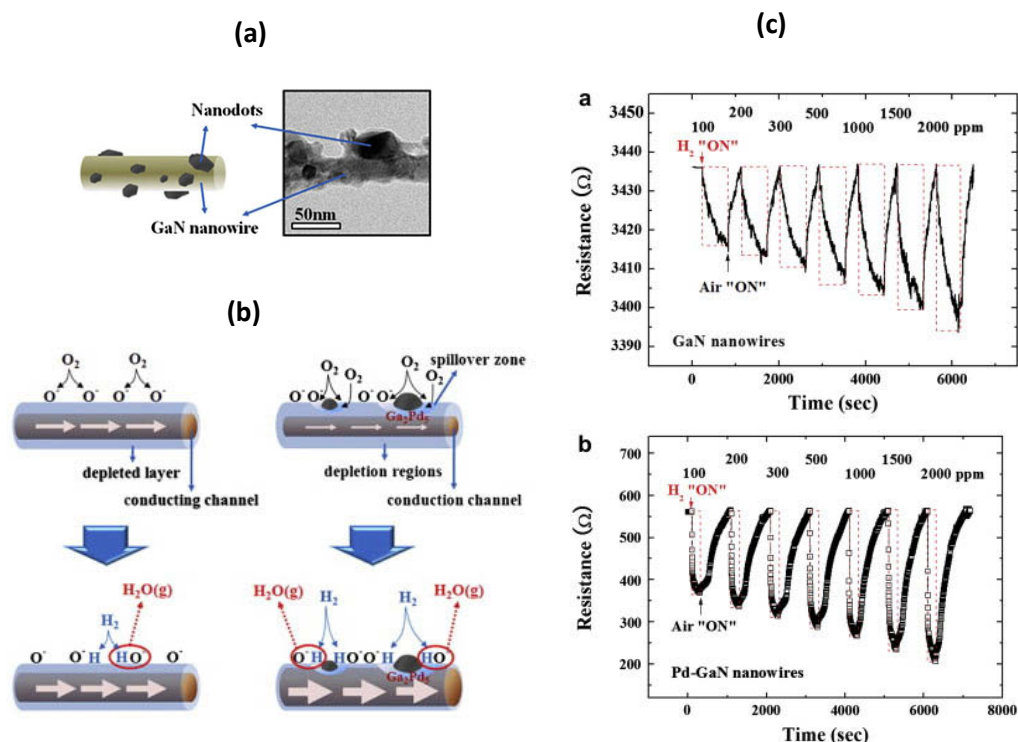 (a)
Nanodots
GaN nanowire
50nm
(b)
O₂ O₂
O⁻ O⁻ O⁻ O⁻
depleted layer
conducting channel
O₂ O₂ O₂ O₂
spillover zone
O⁻ O⁻ O⁻ O⁻
Ga₂Pd₅
depletion regions
conduction channel
H₂O(g)
H₂
O⁻ O⁻ H HO⁻ O⁻
H₂O(g) H₂ H₂ H₂O(g)
O⁻ H H O⁻ O⁻ H HO⁻
Ga₂Pd₅
(c)
a
3450
3440
3430
3420
3410
3400
3390
Resistance (Ω)
100 200 300 500 1000 1500 2000 ppm
H₂ "ON"
Air "ON"
GaN nanowires
0 2000 4000 6000
Time (sec)
b
700
600
500
400
300
200
Resistance (Ω)
100 200 300 500 1000 1500 2000 ppm
H₂ "ON"
Air "ON"
Pd-GaN nanowires
0 2000 4000 6000 8000
Time (sec)